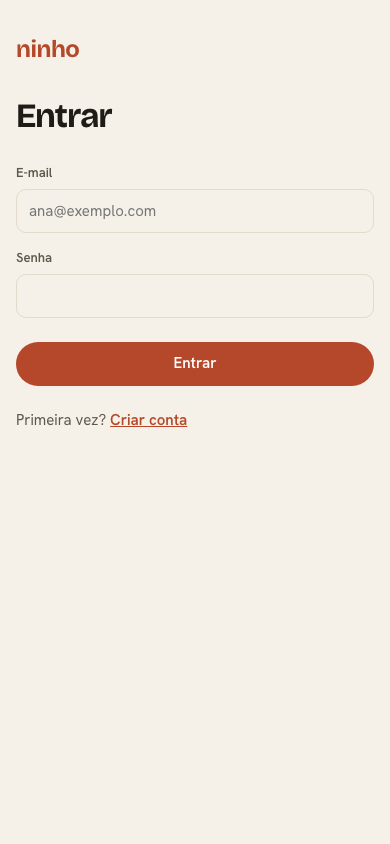 ninho
Entrar
E-mail
ana@exemplo.com
Senha
Entrar
Primeira vez? Criar conta